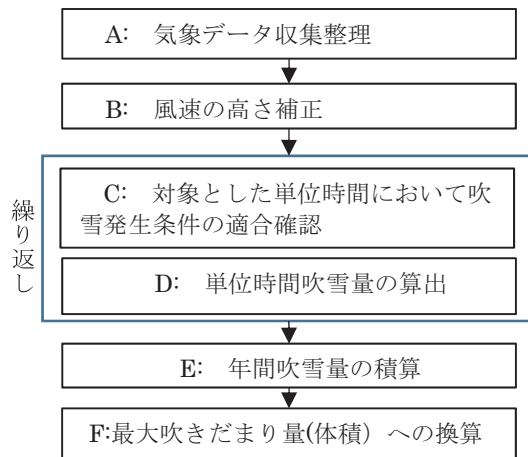 A: 気象データ収集整理
B: 風速の高さ補正
繰り返し
C: 対象とした単位時間において吹
雪発生条件の適合確認
D: 単位時間吹雪量の算出
E: 年間吹雪量の積算
F:最大吹きだまり量(体積）への換算